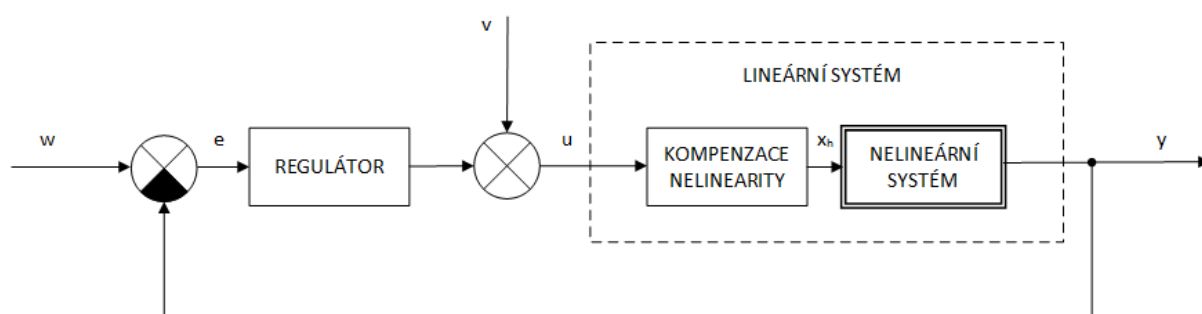 v
LINEÁRNÍ SYSTÉM
w
e
REGULÁTOR
u
KOMPENZACE
NELINEARITY
xₕ
NELINEÁRNÍ
SYSTÉM
y